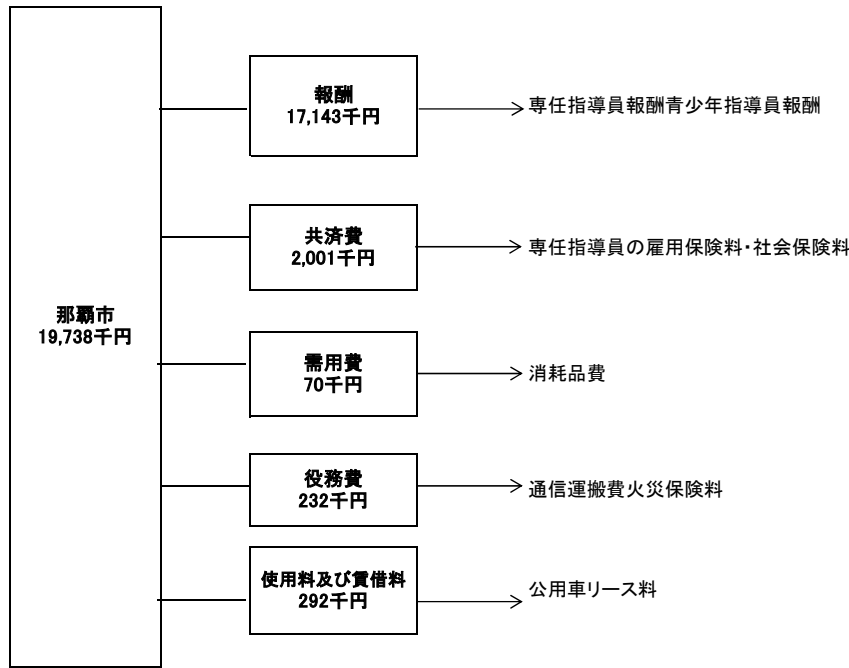 那覇市
19,738千円
報酬
17,143千円
専任指導員報酬青少年指導員報酬
共済費
2,001千円
専任指導員の雇用保険料・社会保険料
需用費
70千円
消耗品費
役務費
232千円
通信運搬費火災保険料
使用料及び賃借料
292千円
公用車リース料